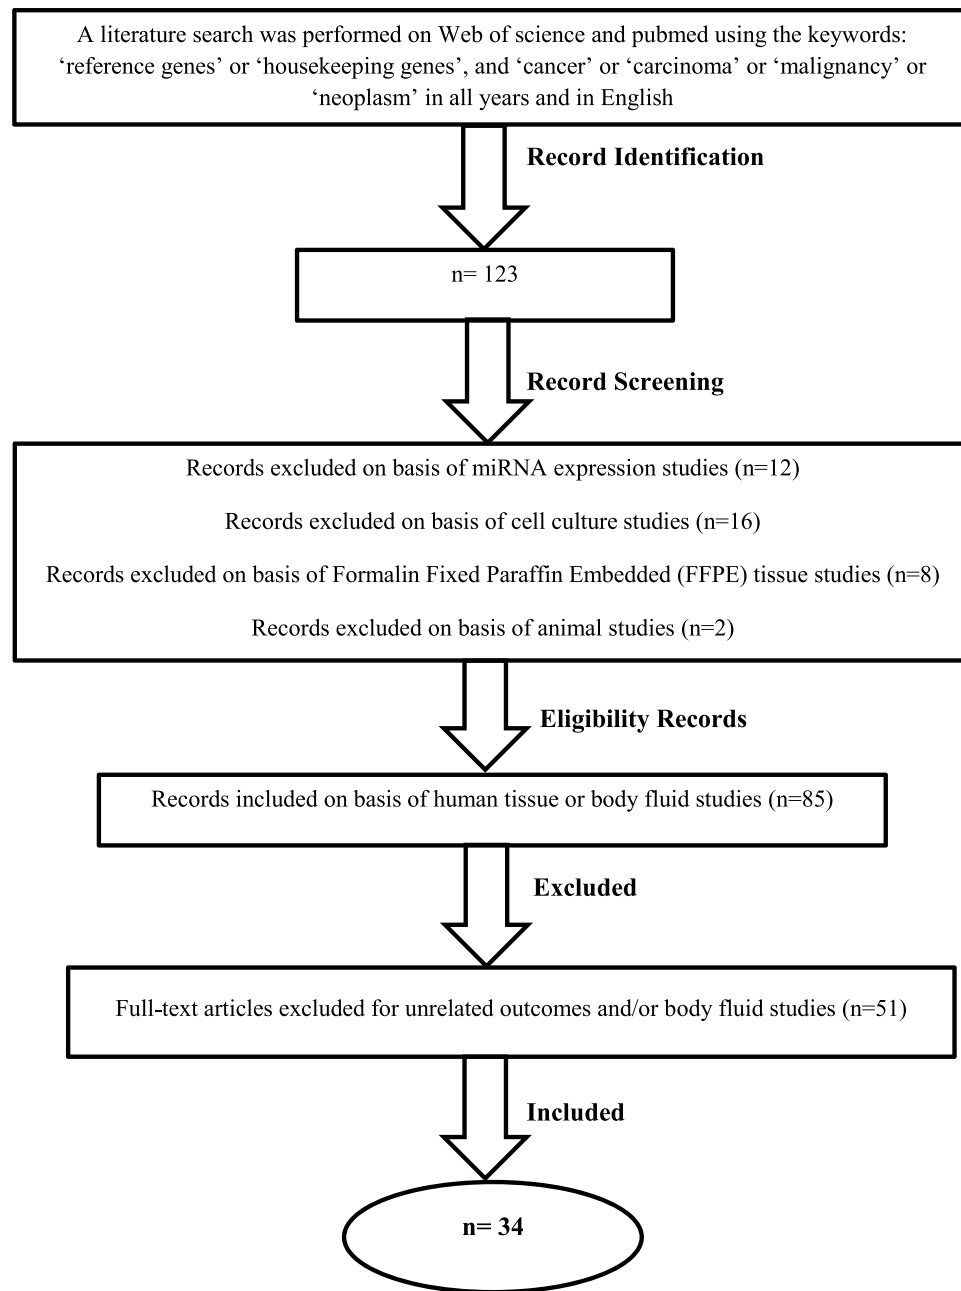 A literature search was performed on Web of science and pubmed using the keywords:
‘reference genes’ or ‘housekeeping genes’, and ‘cancer’ or ‘carcinoma’ or ‘malignancy’ or
‘neoplasm’ in all years and in English
Record Identification
n= 123
Record Screening
Records excluded on basis of miRNA expression studies (n=12)
Records excluded on basis of cell culture studies (n=16)
Records excluded on basis of Formalin Fixed Paraffin Embedded (FFPE) tissue studies (n=8)
Records excluded on basis of animal studies (n=2)
Eligibility Records
Records included on basis of human tissue or body fluid studies (n=85)
Excluded
Full-text articles excluded for unrelated outcomes and/or body fluid studies (n=51)
Included
n= 34